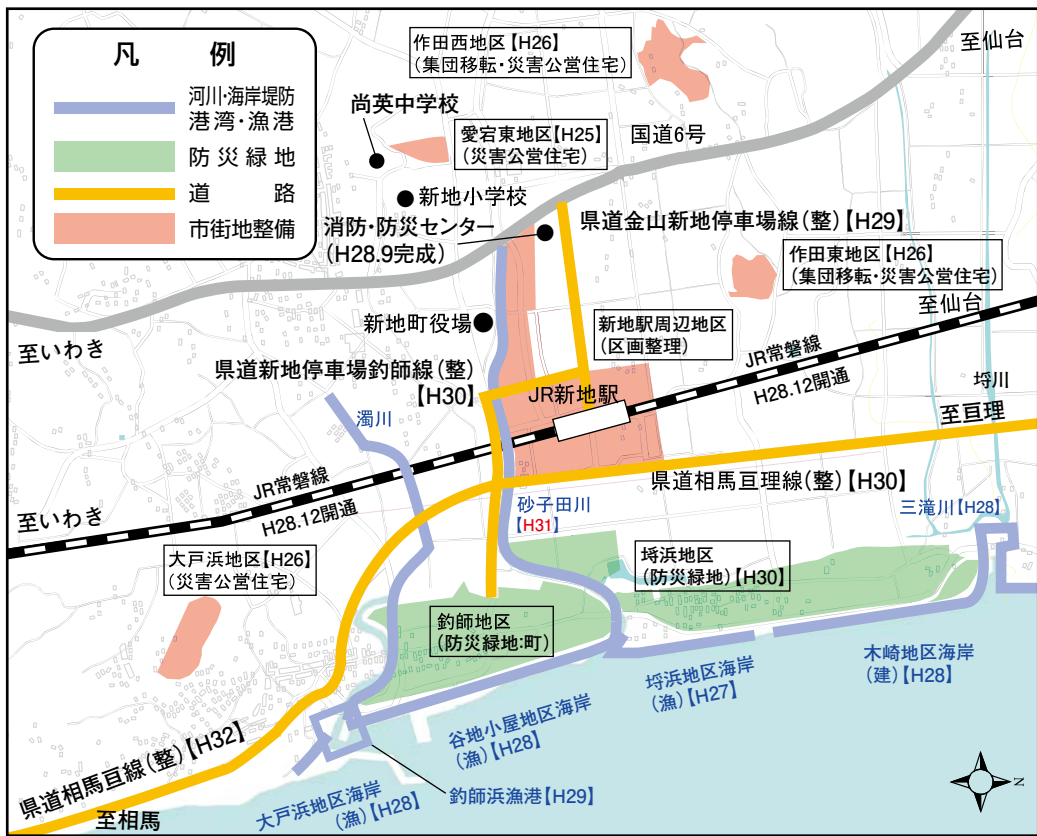 凡 例
河川・海岸堤防
港湾・漁港
防災緑地
道 路
市街地整備
作田西地区【H26】
(集団移転・災害公営住宅)
至仙台
尚英中学校
愛宕東地区【H25】
(災害公営住宅)
国道6号
新地小学校
消防・防災センター
(H28.9完成)
県道金山新地停車場線(整)【H29】
作田東地区【H26】
(集団移転・災害公営住宅)
至仙台
新地町役場
新地駅周辺地区
(区画整理)
至いわき
県道新地停車場釣師線(整)
【H30】
JR新地駅
JR常磐線
H28.12開通
埒川
至亘理
濁川
県道相馬亘理線(整)【H30】
JR常磐線
H28.12開通
至いわき
砂子田川
【H31】
三滝川【H28】
大戸浜地区【H26】
(災害公営住宅)
埒浜地区
(防災緑地)【H30】
釣師地区
(防災緑地:町)
木崎地区海岸
(建)【H28】
埒浜地区海岸
(漁)【H27】
谷地小屋地区海岸
(漁)【H28】
県道相馬亘線(整)【H32】
釣師浜漁港【H29】
大戸浜地区海岸
(漁)【H28】
至相馬
N